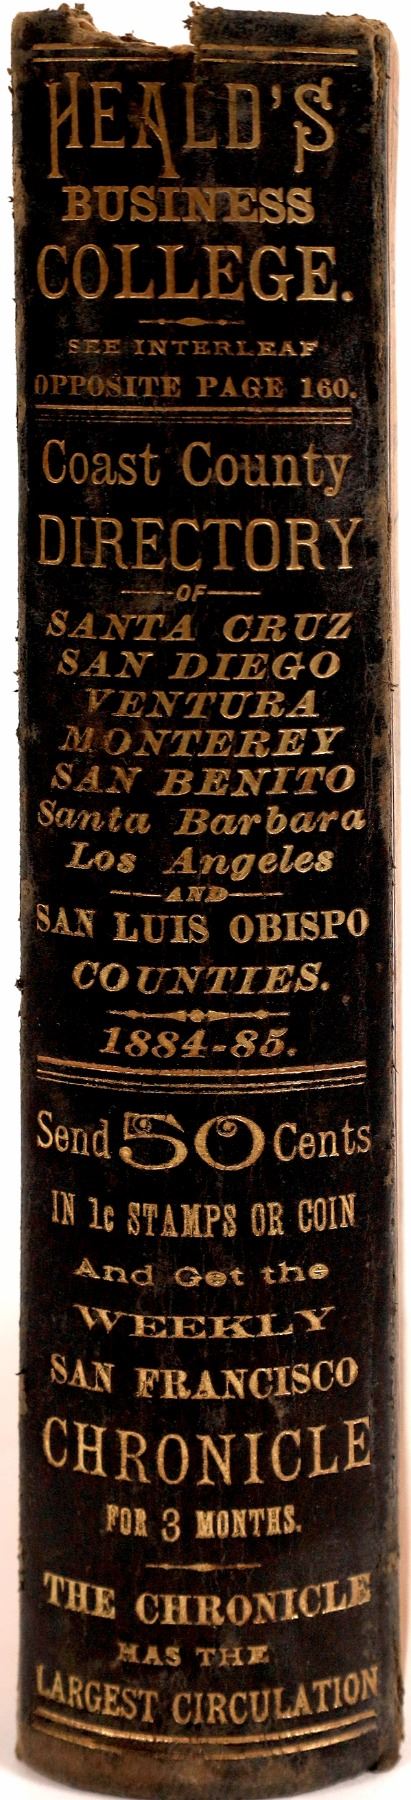 HEALD'S
BUSINESS
COLLEGE.
SEE INTERLEAF
OPPOSITE PAGE 160.
Coast County
DIRECTORY
OF
SANTA CRUZ
SAN DIEGO
VENTURA
MONTEREY
SAN BENITO
Santa Barbara
Los Angeles
AND
SAN LUIS OBISPO
COUNTIES.
1884-85.
Send 50 Cents
IN 1c STAMPS OR COIN
And Get the
WEEKLY
SAN FRANCISCO
CHRONICLE
FOR 3 MONTHS.
THE CHRONICLE
HAS THE
LARGEST CIRCULATION